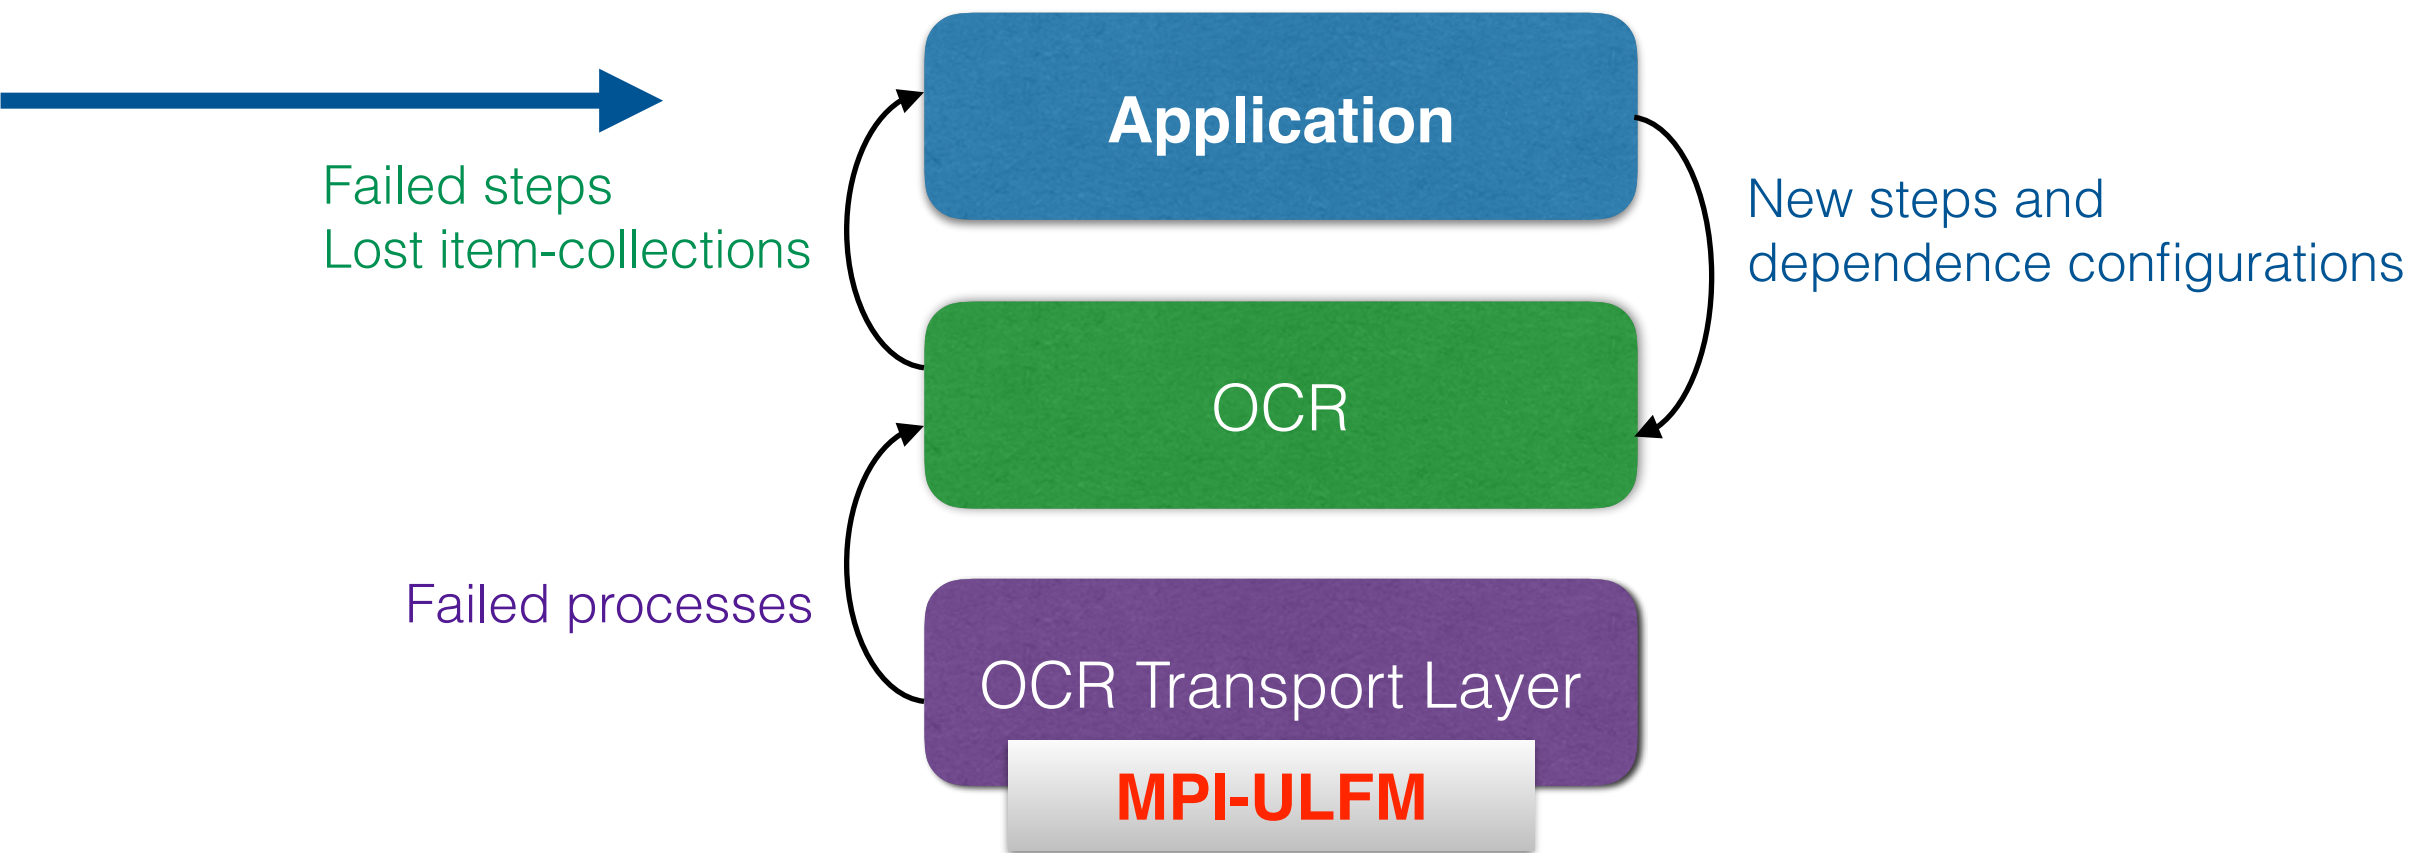 Application
Failed steps
Lost item-collections
New steps and
dependence configurations
OCR
Failed processes
OCR Transport Layer
MPI-ULFM